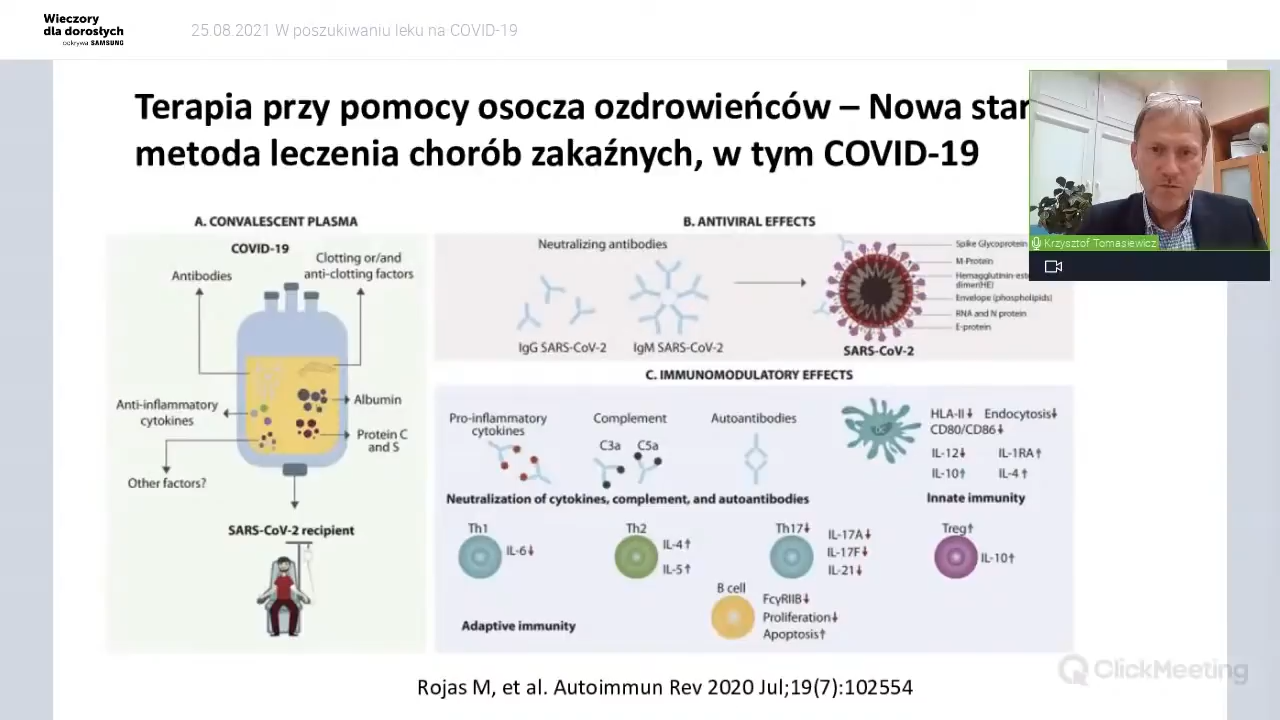 Wieczory
dla dorosłych
odkrywa SAMSUNG
25.08.2021 W poszukiwaniu leku na COVID-19
Terapia przy pomocy osocza ozdrowieńców – Nowa star
metoda leczenia chorób zakaźnych, w tym COVID-19
Krzysztof Tomasiewicz
A. CONVALESCENT PLASMA
COVID-19
Antibodies
Clotting or/and
anti-clotting factors
Anti-inflammatory
cytokines
Albumin
Protein C
and S
Other factors?
SARS-CoV-2 recipient
B. ANTIVIRAL EFFECTS
Neutralizing antibodies
IgG SARS-CoV-2
IgM SARS-CoV-2
SARS-CoV-2
Spike Glycoprotein
M-Protein
Hemagglutinin-este
dimer(HE)
Envelope (phospholipids)
RNA and N protein
E-protein
C. IMMUNOMODULATORY EFFECTS
Pro-inflammatory
cytokines
Complement
C3a C5a
Autoantibodies
Neutralization of cytokines, complement, and autoantibodies
HLA-II↓ Endocytosis↓
CD80/CD86↓
IL-12↓ IL-1RA↑
IL-10↑ IL-4↑
Innate immunity
Th1
IL-6↓
Th2
IL-4↑
IL-5↑
Th17↓
IL-17A↓
IL-17F↓
IL-21↓
Treg↑
IL-10↑
B cell
FcγRIIB↓
Proliferation↓
Apoptosis↑
Adaptive immunity
ClickMeeting
Rojas M, et al. Autoimmun Rev 2020 Jul;19(7):102554